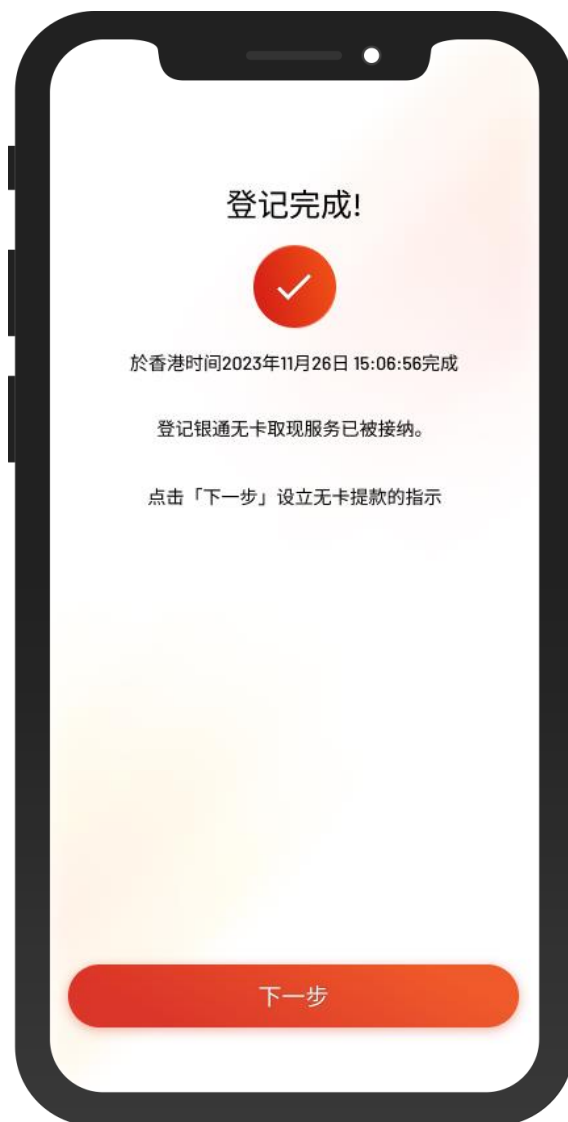 登记完成!
於香港时间2023年11月26日 15:06:56完成
登记银通无卡取现服务已被接纳。
点击「下一步」设立无卡提款的指示
下一步